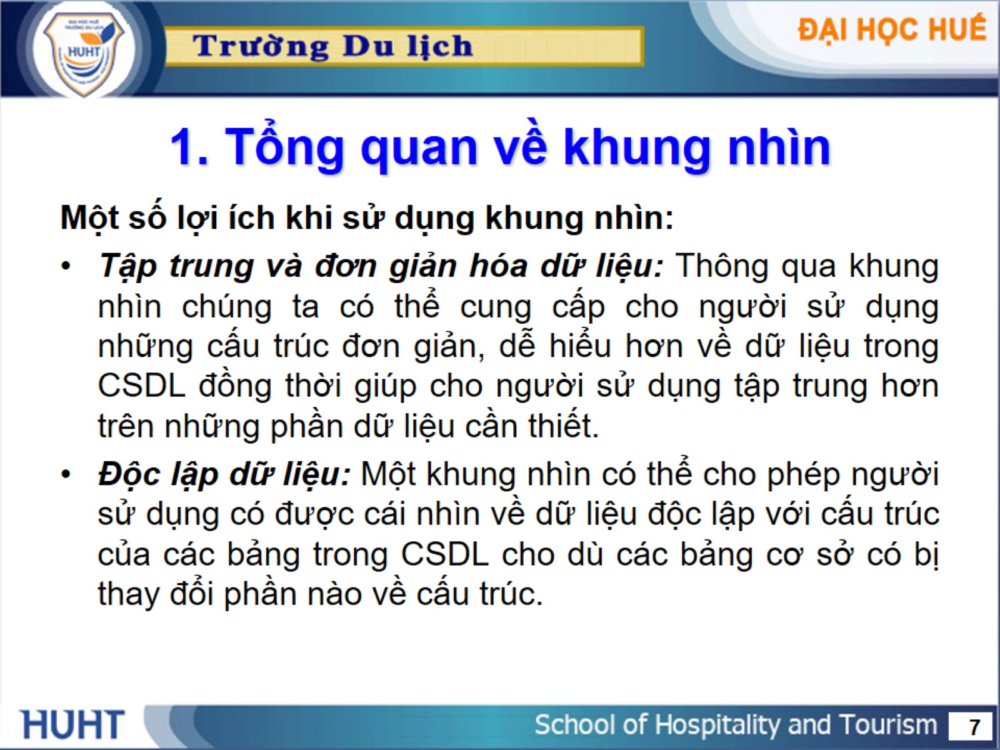 ĐẠI HỌC HUẾ
TRƯỜNG DU LỊCH
HUHT
Trường Du lịch
ĐẠI HỌC HUẾ
1. Tổng quan về khung nhìn
Một số lợi ích khi sử dụng khung nhìn:
• Tập trung và đơn giản hóa dữ liệu: Thông qua khung
nhìn chúng ta có thể cung cấp cho người sử dụng
những cấu trúc đơn giản, dễ hiểu hơn về dữ liệu trong
CSDL đồng thời giúp cho người sử dụng tập trung hơn
trên những phần dữ liệu cần thiết.
• Độc lập dữ liệu: Một khung nhìn có thể cho phép người
sử dụng có được cái nhìn về dữ liệu độc lập với cấu trúc
của các bảng trong CSDL cho dù các bảng cơ sở có bị
thay đổi phần nào về cấu trúc.
HUHT
School of Hospitality and Tourism
7